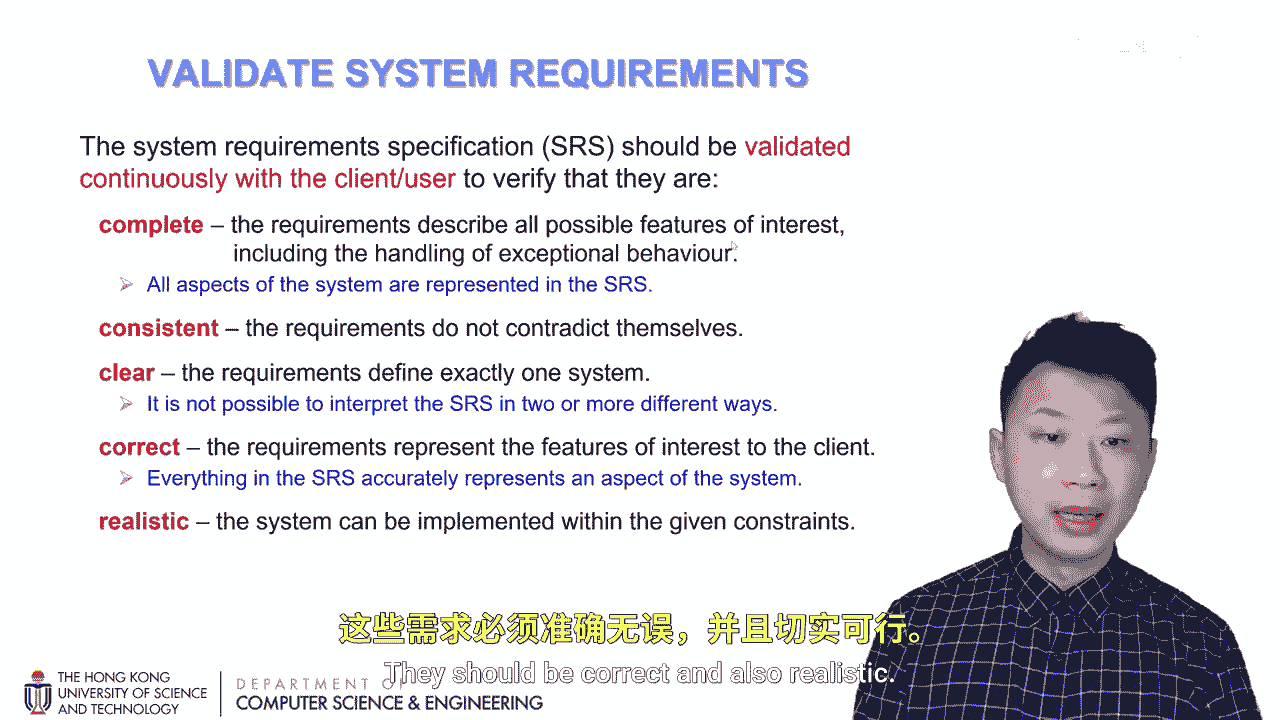 VALIDATE SYSTEM REQUIREMENTS
The system requirements specification (SRS) should be validated
continuously with the client/user to verify that they are:
complete – the requirements describe all possible features of interest,
including the handling of exceptional behaviour.
➢ All aspects of the system are represented in the SRS.
consistent – the requirements do not contradict themselves.
clear – the requirements define exactly one system.
➢ It is not possible to interpret the SRS in two or more different ways.
correct – the requirements represent the features of interest to the client.
➢ Everything in the SRS accurately represents an aspect of the system.
realistic – the system can be implemented within the given constraints.
这些需求必须准确无误，并且切实可行。
They should be correct and also realistic.
THE HONG KONG
UNIVERSITY OF SCIENCE
AND TECHNOLOGY
DEPARTMENT OF
COMPUTER SCIENCE & ENGINEERING